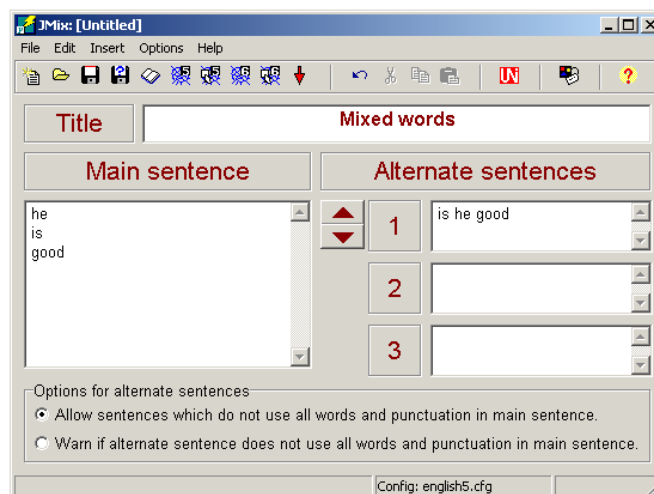 JMix: [Untitled]
File Edit Insert Options Help
Title
Mixed words
Main sentence
Alternate sentences
he
is
good
1
is he good
2
3
Options for alternate sentences
Allow sentences which do not use all words and punctuation in main sentence.
Warn if alternate sentence does not use all words and punctuation in main sentence.
Config: english5.cfg